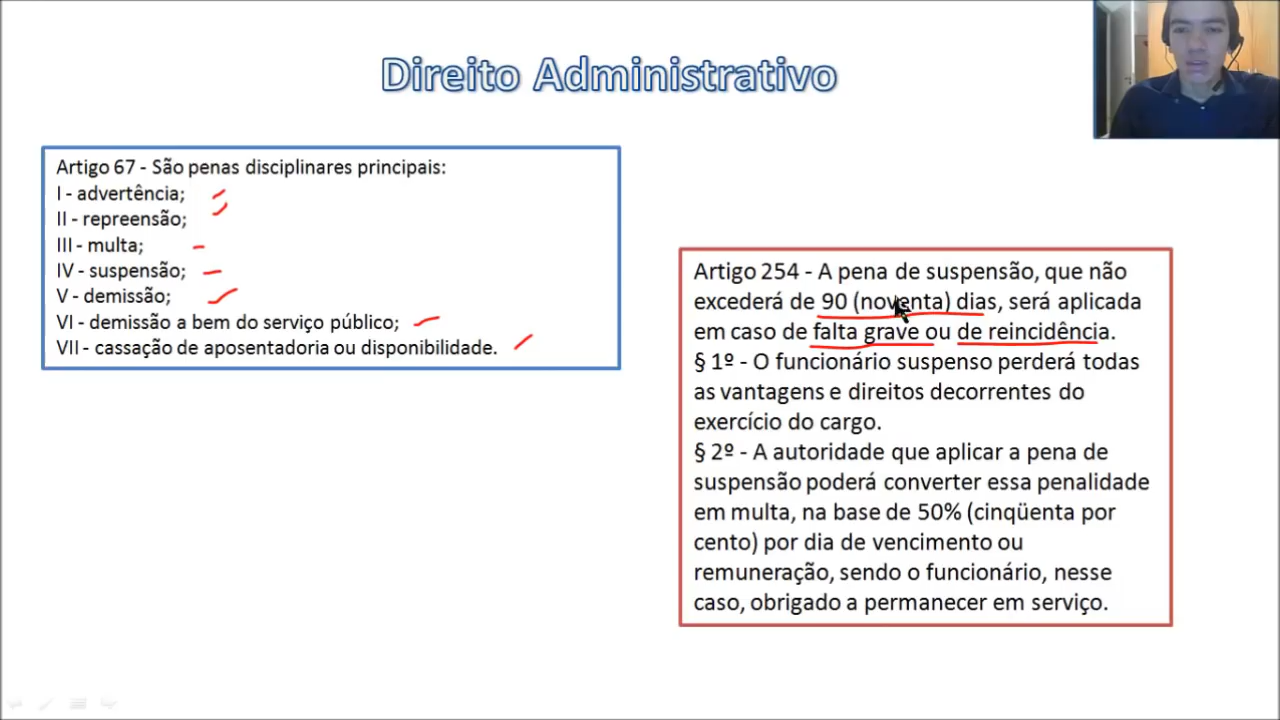 Direito Administrativo
Artigo 67 - São penas disciplinares principais:
I - advertência;
II - repreensão;
III - multa;
IV - suspensão;
V - demissão;
VI - demissão a bem do serviço público;
VII - cassação de aposentadoria ou disponibilidade.
Artigo 254 - A pena de suspensão, que não
excederá de 90 (noventa) dias, será aplicada
em caso de falta grave ou de reincidência.
§ 1º - O funcionário suspenso perderá todas
as vantagens e direitos decorrentes do
exercício do cargo.
§ 2º - A autoridade que aplicar a pena de
suspensão poderá converter essa penalidade
em multa, na base de 50% (cinqüenta por
cento) por dia de vencimento ou
remuneração, sendo o funcionário, nesse
caso, obrigado a permanecer em serviço.